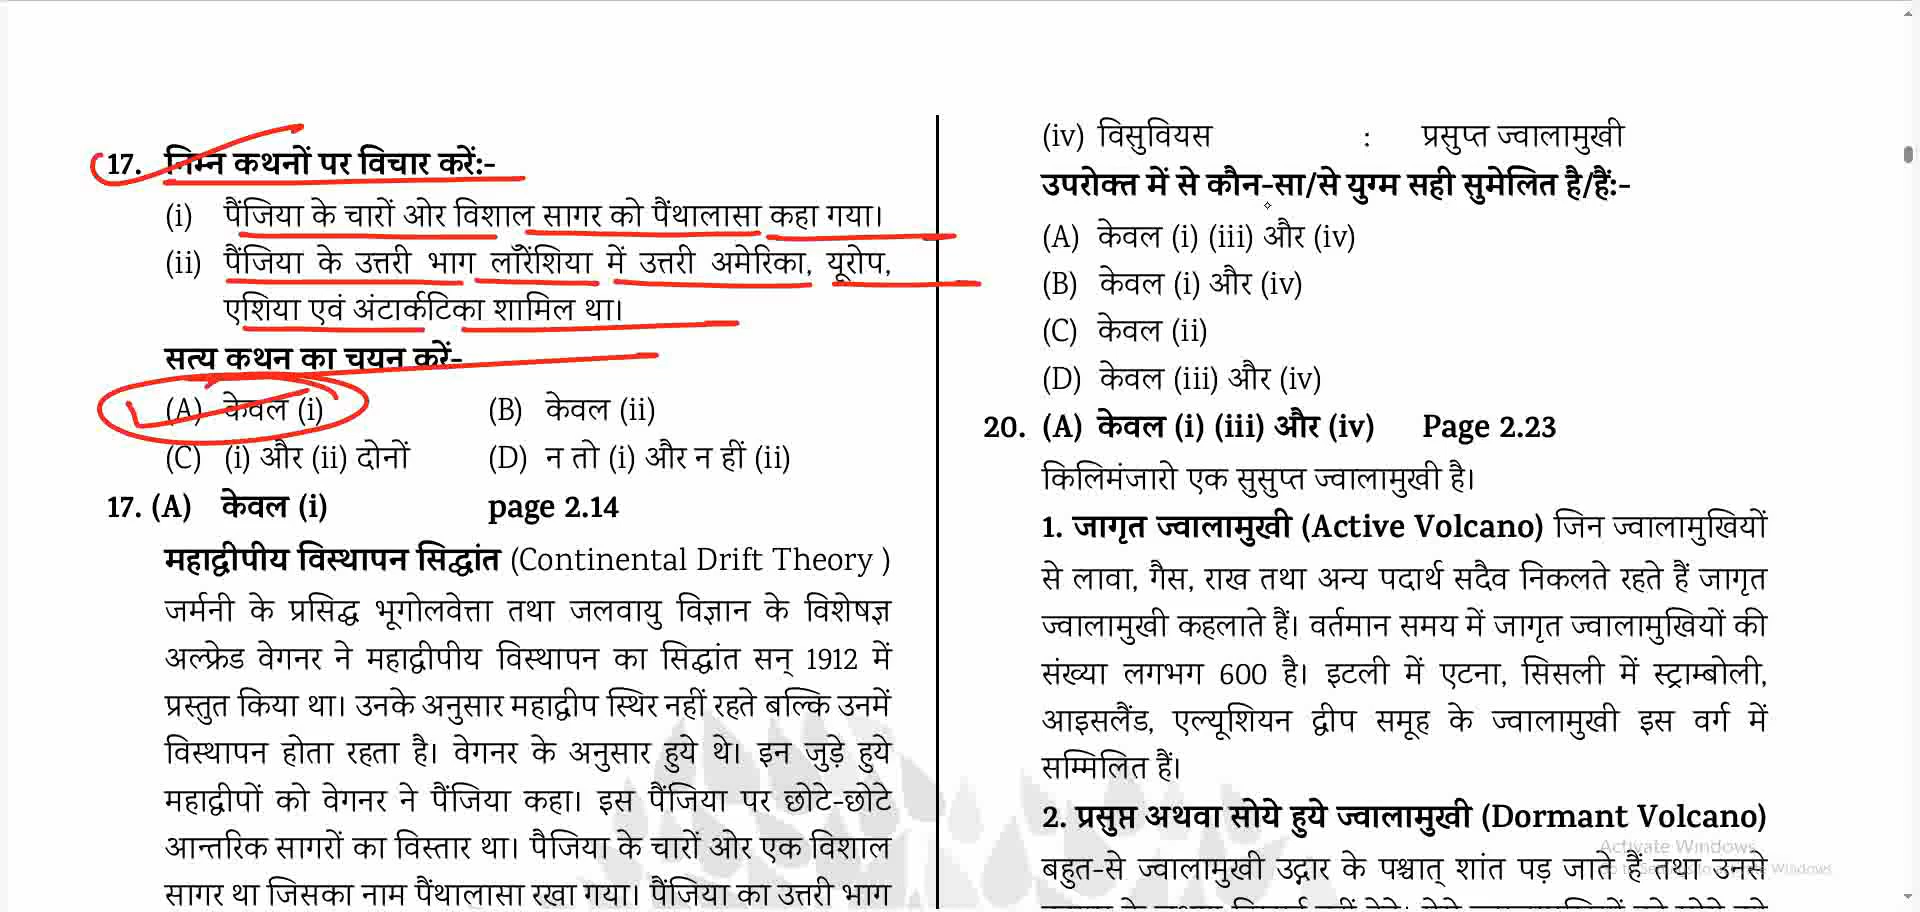 17. निम्न कथनों पर विचार करें:-
(i) पैंजिया के चारों ओर विशाल सागर को पैंथालासा कहा गया।
(ii) पैंजिया के उत्तरी भाग लॉरेंशिया में उत्तरी अमेरिका, यूरोप,
एशिया एवं अंटार्कटिका शामिल था।
सत्य कथन का चयन करें-
(A) केवल (i) (B) केवल (ii)
(C) (i) और (ii) दोनों (D) न तो (i) और न हीं (ii)
17. (A) केवल (i) page 2.14
महाद्वीपीय विस्थापन सिद्धांत (Continental Drift Theory )
जर्मनी के प्रसिद्ध भूगोलवेत्ता तथा जलवायु विज्ञान के विशेषज्ञ
अल्फ्रेड वेगनर ने महाद्वीपीय विस्थापन का सिद्धांत सन् 1912 में
प्रस्तुत किया था। उनके अनुसार महाद्वीप स्थिर नहीं रहते बल्कि उनमें
विस्थापन होता रहता है। वेगनर के अनुसार हुये थे। इन जुड़े हुये
महाद्वीपों को वेगनर ने पैंजिया कहा। इस पैंजिया पर छोटे-छोटे
आन्तरिक सागरों का विस्तार था। पैजिया के चारों ओर एक विशाल
सागर था जिसका नाम पैंथालासा रखा गया। पैंजिया का उत्तरी भाग
(iv) विसुवियस : प्रसुप्त ज्वालामुखी
उपरोक्त में से कौन-सा/से युग्म सही सुमेलित है/हैं:-
(A) केवल (i) (iii) और (iv)
(B) केवल (i) और (iv)
(C) केवल (ii)
(D) केवल (iii) और (iv)
20. (A) केवल (i) (iii) और (iv) Page 2.23
किलिमंजारो एक सुसुप्त ज्वालामुखी है।
1. जागृत ज्वालामुखी (Active Volcano) जिन ज्वालामुखियों
से लावा, गैस, राख तथा अन्य पदार्थ सदैव निकलते रहते हैं जागृत
ज्वालामुखी कहलाते हैं। वर्तमान समय में जागृत ज्वालामुखियों की
संख्या लगभग 600 है। इटली में एटना, सिसली में स्ट्राम्बोली,
आइसलैंड, एल्यूशियन द्वीप समूह के ज्वालामुखी इस वर्ग में
सम्मिलित हैं।
2. प्रसुप्त अथवा सोये हुये ज्वालामुखी (Dormant Volcano)
बहुत-से ज्वालामुखी उद्गार के पश्चात् शांत पड़ जाते हैं तथा उनसे
Activate Windows